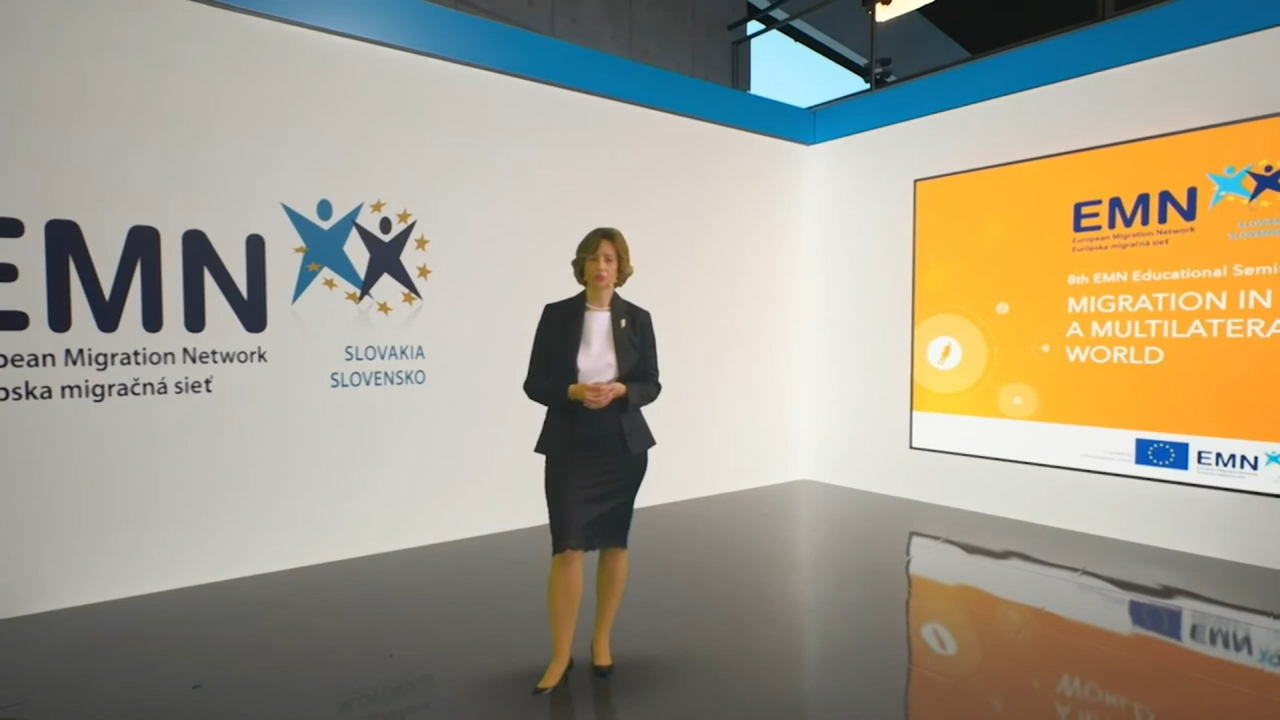 EMN
pean Migration Network
ópska migračná sieť
SLOVAKIA
SLOVENSKO
EMN
European Migration Network
Európska migračná sieť
8th EMN Educational Semi
MIGRATION IN
A MULTILATERA
WORLD
EMN